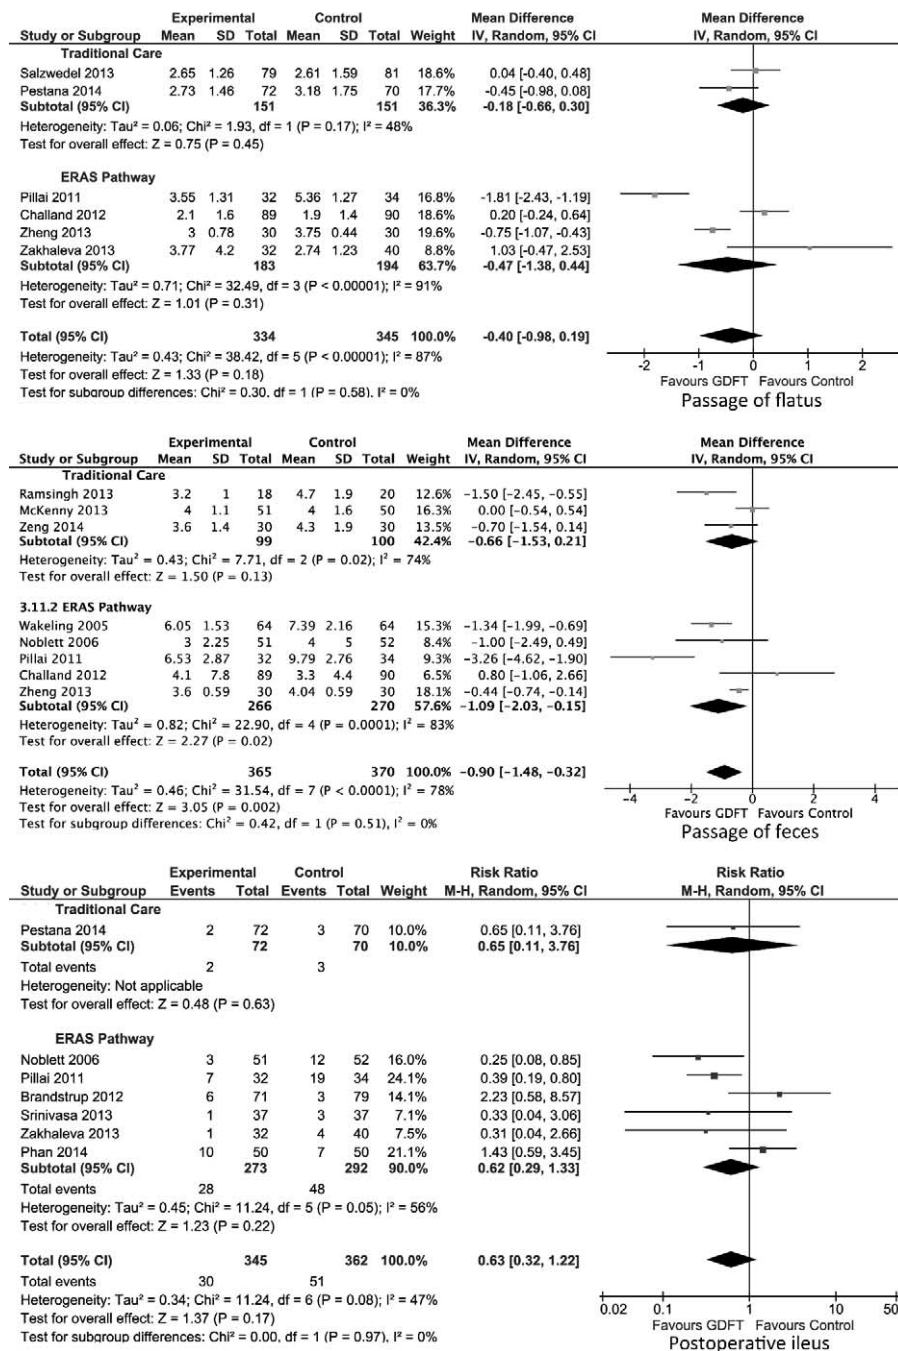 Experimental Control Mean Difference Mean Difference
Study or Subgroup Mean SD Total Mean SD Total Weight IV, Random, 95% CI IV, Random, 95% CI
Traditional Care
Salzwedel 2013 2.65 1.26 79 2.61 1.59 81 18.6% 0.04 [-0.40, 0.48]
Pestana 2014 2.73 1.46 72 3.18 1.75 70 17.7% -0.45 [-0.98, 0.08]
Subtotal (95% CI) 151 151 36.3% -0.18 [-0.66, 0.30]
Heterogeneity: Tau² = 0.06; Chi² = 1.93, df = 1 (P = 0.17); I² = 48%
Test for overall effect: Z = 0.75 (P = 0.45)
ERAS Pathway
Pillai 2011 3.55 1.31 32 5.36 1.27 34 16.8% -1.81 [-2.43, -1.19]
Challand 2012 2.1 1.6 89 1.9 1.4 90 18.6% 0.20 [-0.24, 0.64]
Zheng 2013 3 0.78 30 3.75 0.44 30 19.6% -0.75 [-1.07, -0.43]
Zakhaleva 2013 3.77 4.2 32 2.74 1.23 40 8.8% 1.03 [-0.47, 2.53]
Subtotal (95% CI) 183 194 63.7% -0.47 [-1.38, 0.44]
Heterogeneity: Tau² = 0.71; Chi² = 32.49, df = 3 (P < 0.00001); I² = 91%
Test for overall effect: Z = 1.01 (P = 0.31)
Total (95% CI) 334 345 100.0% -0.40 [-0.98, 0.19]
Heterogeneity: Tau² = 0.43; Chi² = 38.42, df = 5 (P < 0.00001); I² = 87%
Test for overall effect: Z = 1.33 (P = 0.18)
Test for subgroup differences: Chi² = 0.30, df = 1 (P = 0.58), I² = 0%
-2 -1 0 1 2
Favours GDFT Favours Control
Passage of flatus
Experimental Control Mean Difference Mean Difference
Study or Subgroup Mean SD Total Mean SD Total Weight IV, Random, 95% CI IV, Random, 95% CI
Traditional Care
Ramsingh 2013 3.2 1 18 4.7 1.9 20 12.6% -1.50 [-2.45, -0.55]
McKenny 2013 4 1.1 51 4 1.6 50 16.3% 0.00 [-0.54, 0.54]
Zeng 2014 3.6 1.4 30 4.3 1.9 30 13.5% -0.70 [-1.54, 0.14]
Subtotal (95% CI) 99 100 42.4% -0.66 [-1.53, 0.21]
Heterogeneity: Tau² = 0.43; Chi² = 7.71, df = 2 (P = 0.02); I² = 74%
Test for overall effect: Z = 1.50 (P = 0.13)
3.11.2 ERAS Pathway
Wakeling 2005 6.05 1.53 64 7.39 2.16 64 15.3% -1.34 [-1.99, -0.69]
Noblett 2006 3 2.25 51 4 5 52 8.4% -1.00 [-2.49, 0.49]
Pillai 2011 6.53 2.87 32 9.79 2.76 34 9.3% -3.26 [-4.62, -1.90]
Challand 2012 4.1 7.8 89 3.3 4.4 90 6.5% 0.80 [-1.06, 2.66]
Zheng 2013 3.6 0.59 30 4.04 0.59 30 18.1% -0.44 [-0.74, -0.14]
Subtotal (95% CI) 266 270 57.6% -1.09 [-2.03, -0.15]
Heterogeneity: Tau² = 0.82; Chi² = 22.90, df = 4 (P = 0.0001); I² = 83%
Test for overall effect: Z = 2.27 (P = 0.02)
Total (95% CI) 365 370 100.0% -0.90 [-1.48, -0.32]
Heterogeneity: Tau² = 0.46; Chi² = 31.54, df = 7 (P < 0.0001); I² = 78%
Test for overall effect: Z = 3.05 (P = 0.002)
Test for subgroup differences: Chi² = 0.42, df = 1 (P = 0.51), I² = 0%
-4 -2 0 2 4
Favours GDFT Favours Control
Passage of feces
Experimental Control Risk Ratio Risk Ratio
Study or Subgroup Events Total Events Total Weight M-H, Random, 95% CI M-H, Random, 95% CI
Traditional Care
Pestana 2014 2 72 3 70 10.0% 0.65 [0.11, 3.76]
Subtotal (95% CI) 72 70 10.0% 0.65 [0.11, 3.76]
Total events 2 3
Heterogeneity: Not applicable
Test for overall effect: Z = 0.48 (P = 0.63)
ERAS Pathway
Noblett 2006 3 51 12 52 16.0% 0.25 [0.08, 0.85]
Pillai 2011 7 32 19 34 24.1% 0.39 [0.19, 0.80]
Brandstrup 2012 6 71 3 79 14.1% 2.23 [0.58, 8.57]
Srinivasa 2013 1 37 3 37 7.1% 0.33 [0.04, 3.06]
Zakhaleva 2013 1 32 4 40 7.5% 0.31 [0.04, 2.66]
Phan 2014 10 50 7 50 21.1% 1.43 [0.59, 3.45]
Subtotal (95% CI) 273 292 90.0% 0.62 [0.29, 1.33]
Total events 28 48
Heterogeneity: Tau² = 0.45; Chi² = 11.24, df = 5 (P = 0.05); I² = 56%
Test for overall effect: Z = 1.23 (P = 0.22)
Total (95% CI) 345 362 100.0% 0.63 [0.32, 1.22]
Total events 30 51
Heterogeneity: Tau² = 0.34; Chi² = 11.24, df = 6 (P = 0.08); I² = 47%
Test for overall effect: Z = 1.37 (P = 0.17)
Test for subgroup differences: Chi² = 0.00, df = 1 (P = 0.97), I² = 0%
0.02 0.1 1 10 50
Favours GDFT Favours Control
Postoperative ileus